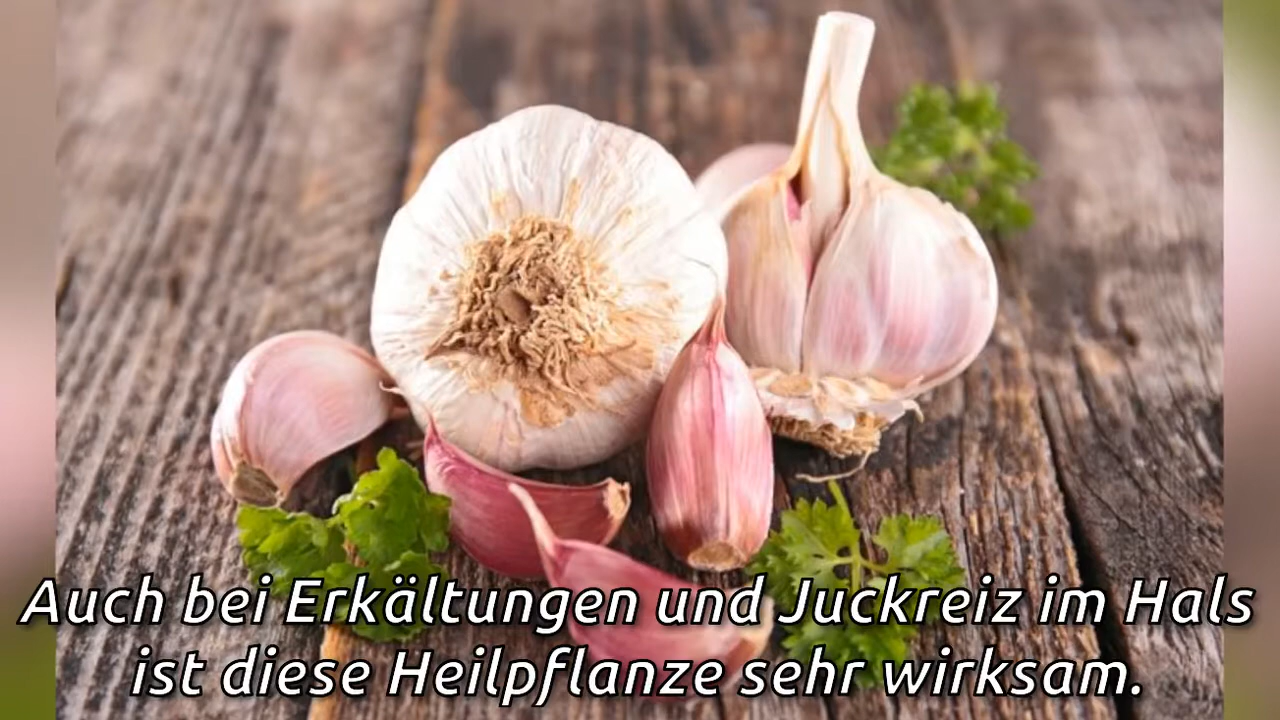 Auch bei Erkältungen und Juckreiz im Hals
ist diese Heilpflanze sehr wirksam.